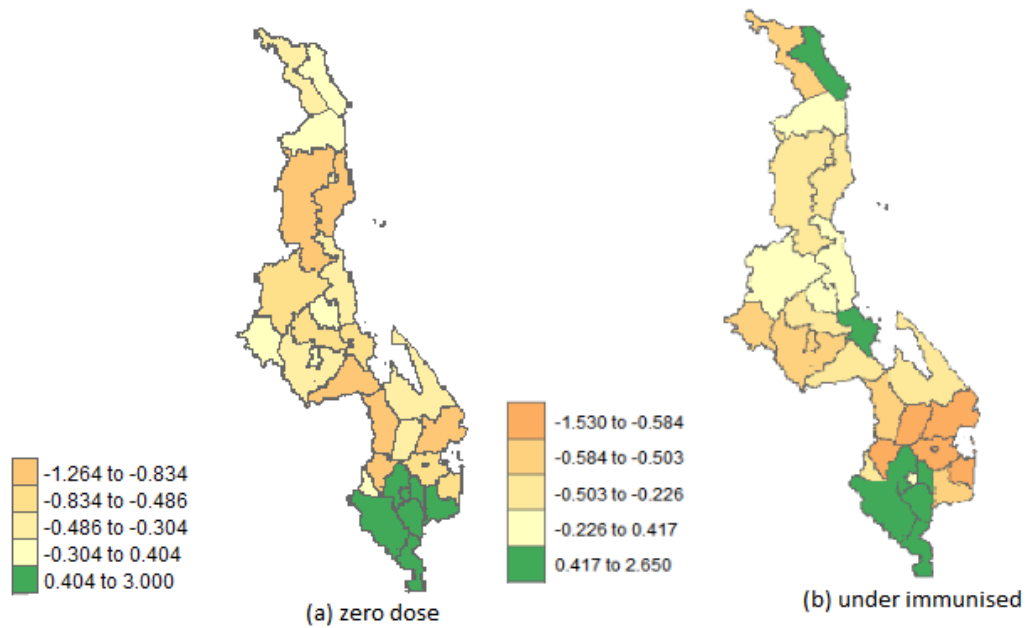 -1.264 to -0.834
-0.834 to -0.486
-0.486 to -0.304
-0.304 to 0.404
0.404 to 3.000
(a) zero dose
-1.530 to -0.584
-0.584 to -0.503
-0.503 to -0.226
-0.226 to 0.417
0.417 to 2.650
(b) under immunised